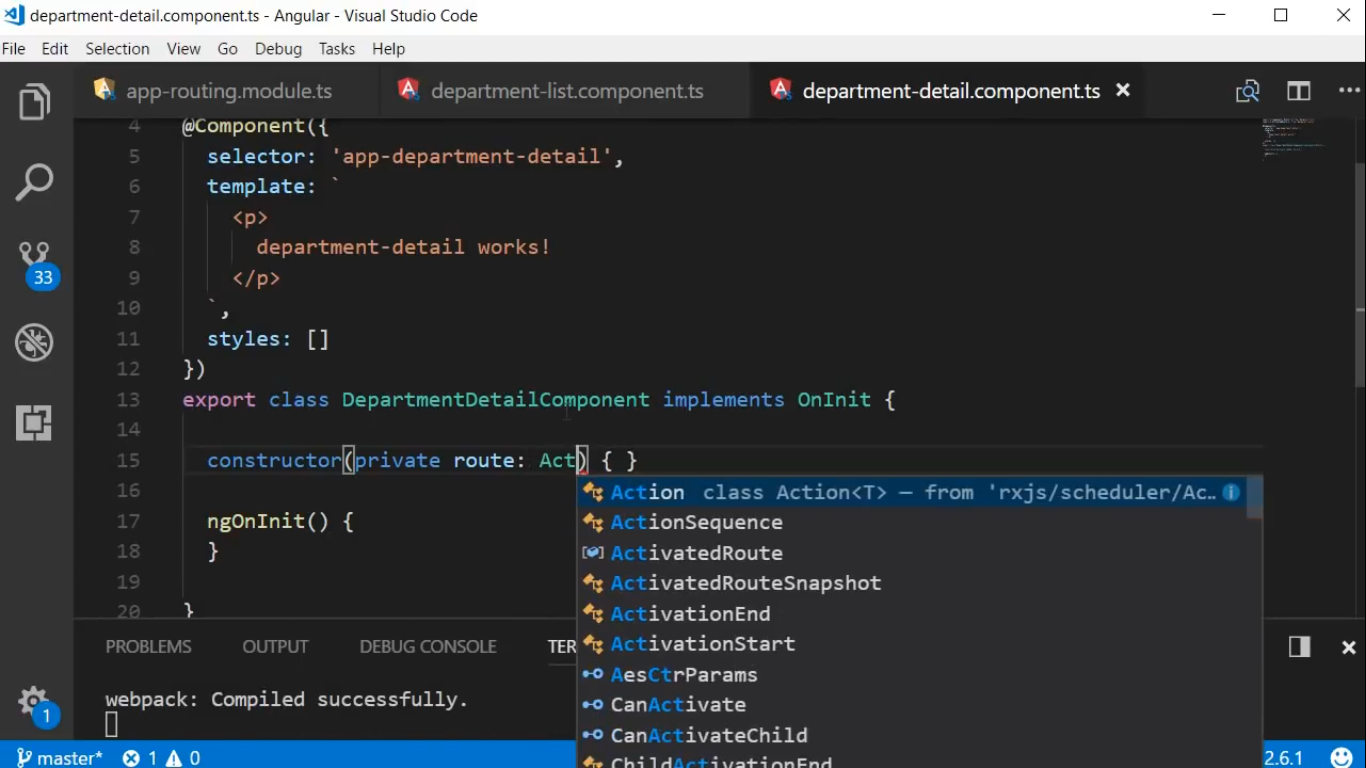 department-detail.component.ts - Angular - Visual Studio Code
File Edit Selection View Go Debug Tasks Help
app-routing.module.ts department-list.component.ts department-detail.component.ts
4 @Component({
5 selector: 'app-department-detail',
6 template: `
7 <p>
8 department-detail works!
9 </p>
10 `,
11 styles: []
12 })
13 export class DepartmentDetailComponent implements OnInit {
14
15 constructor(private route: Act) { }
16
17 ngOnInit() {
18 }
19
20 }
33
Action class Action<T> — from 'rxjs/scheduler/Ac…
ActionSequence
ActivatedRoute
ActivatedRouteSnapshot
ActivationEnd
ActivationStart
AesCtrParams
CanActivate
CanActivateChild
ChildActivationEnd
PROBLEMS OUTPUT DEBUG CONSOLE TER
webpack: Compiled successfully.
1
master* 1 0 2.6.1